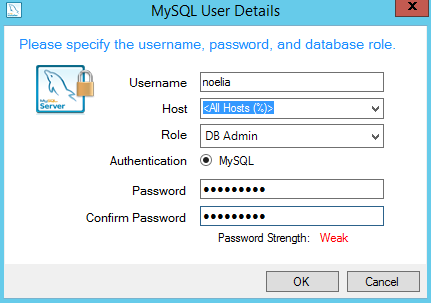 MySQL User Details
x
Please specify the username, password, and database role.
MySQL
Server
Username noelia
Host <All Hosts (%)>
Role DB Admin
Authentication MySQL
Password ●●●●●●●●●
Confirm Password ●●●●●●●●●
Password Strength: Weak
OK Cancel